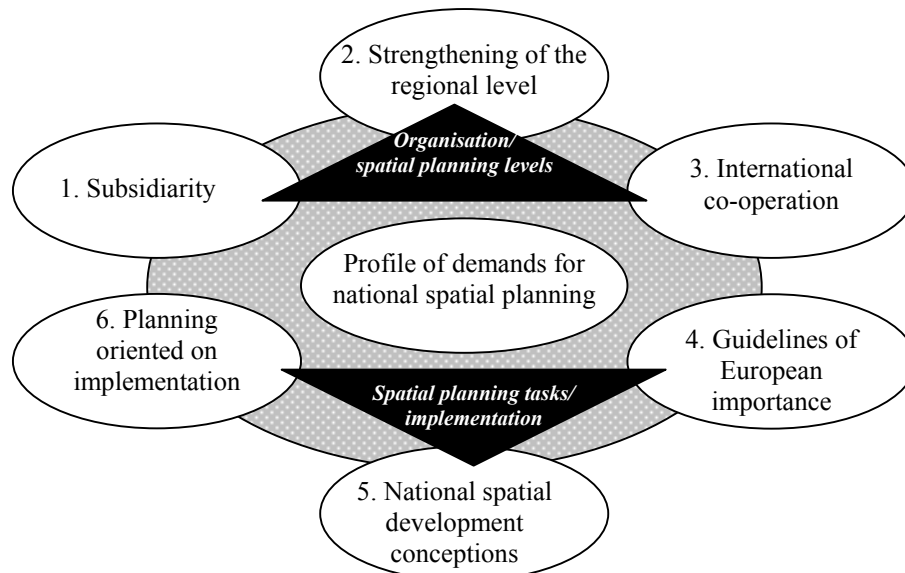 2. Strengthening of the
regional level
Organisation/
spatial planning levels
1. Subsidiarity
3. International
co-operation
Profile of demands for
national spatial planning
6. Planning
oriented on
implementation
4. Guidelines of
European
importance
Spatial planning tasks/
implementation
5. National spatial
development
conceptions